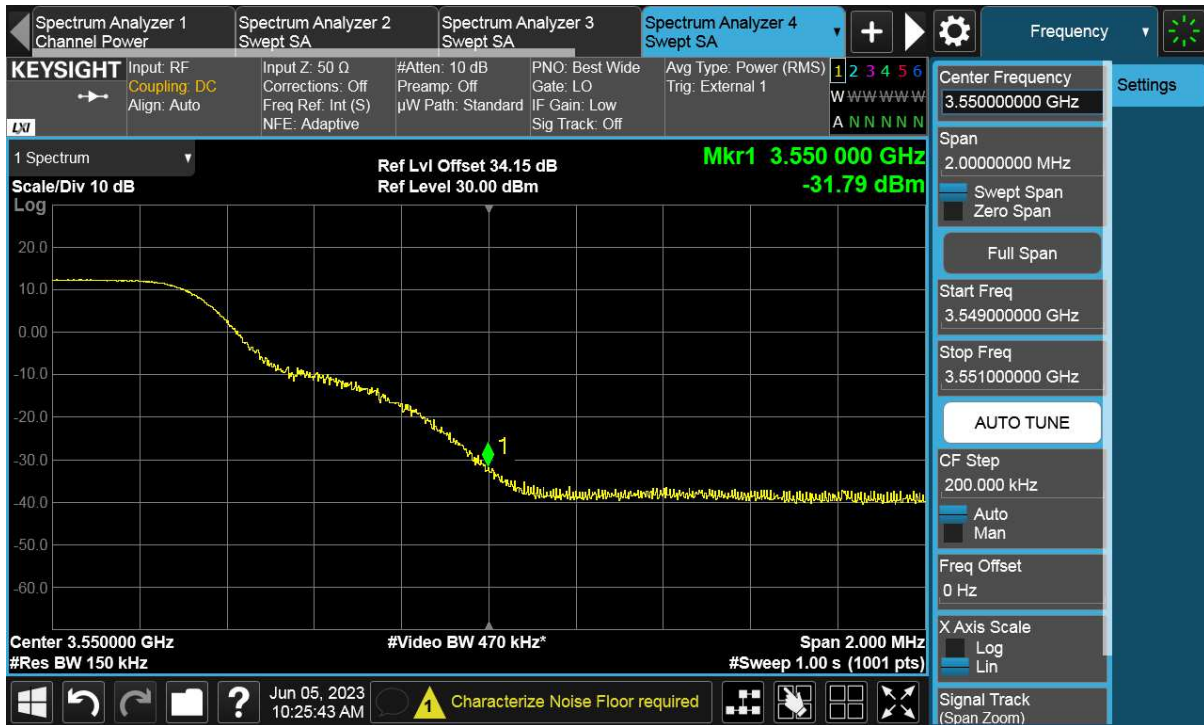 Spectrum Analyzer 1
Channel Power
Spectrum Analyzer 2
Swept SA
Spectrum Analyzer 3
Swept SA
Spectrum Analyzer 4
Swept SA
Frequency
KEYSIGHT
LXI
Input: RF
Coupling: DC
Align: Auto
Input Z: 50 Ω
Corrections: Off
Freq Ref: Int (S)
NFE: Adaptive
#Atten: 10 dB
Preamp: Off
µW Path: Standard
PNO: Best Wide
Gate: LO
IF Gain: Low
Sig Track: Off
Avg Type: Power (RMS)
Trig: External 1
1 2 3 4 5 6
W W W W W W
A N N N N N
1 Spectrum
Scale/Div 10 dB
Ref Lvl Offset 34.15 dB
Ref Level 30.00 dBm
Mkr1 3.550 000 GHz
-31.79 dBm
Log
20.0
10.0
0.00
-10.0
-20.0
-30.0
-40.0
-50.0
-60.0
1
Center 3.550000 GHz
#Res BW 150 kHz
#Video BW 470 kHz*
Span 2.000 MHz
#Sweep 1.00 s (1001 pts)
Center Frequency
3.550000000 GHz
Settings
Span
2.00000000 MHz
Swept Span
Zero Span
Full Span
Start Freq
3.549000000 GHz
Stop Freq
3.551000000 GHz
AUTO TUNE
CF Step
200.000 kHz
Auto
Man
Freq Offset
0 Hz
X Axis Scale
Log
Lin
Signal Track
(Span Zoom)
?
Jun 05, 2023
10:25:43 AM
1
Characterize Noise Floor required